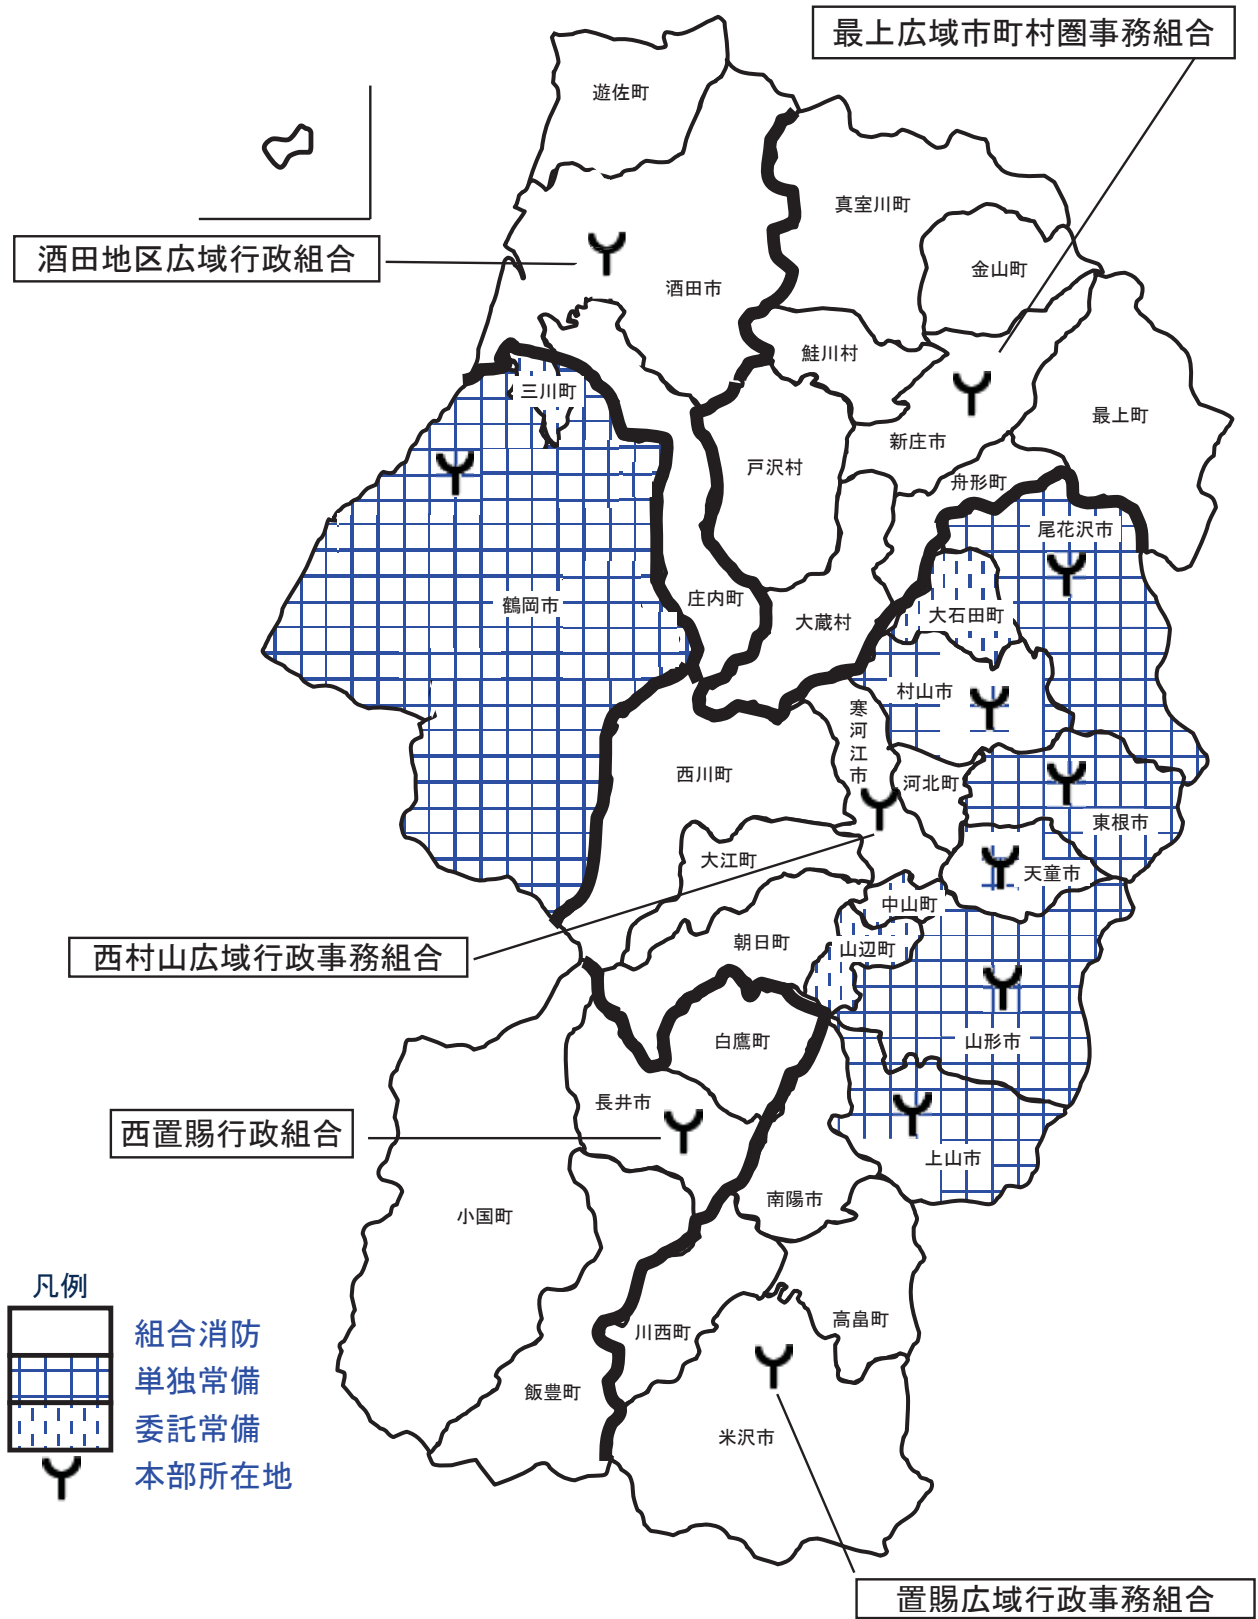 最上広域市町村圏事務組合
遊佐町
真室川町
酒田地区広域行政組合
金山町
酒田市
鮭川村
三川町
最上町
新庄市
戸沢村
舟形町
尾花沢市
鶴岡市
庄内町
大蔵村
大石田町
村山市
寒河江市
西川町
河北町
東根市
大江町
天童市
中山町
朝日町
山辺町
西村山広域行政事務組合
白鷹町
山形市
長井市
西置賜行政組合
上山市
南陽市
小国町
凡例
組合消防
単独常備
委託常備
本部所在地
高畠町
川西町
飯豊町
米沢市
置賜広域行政事務組合